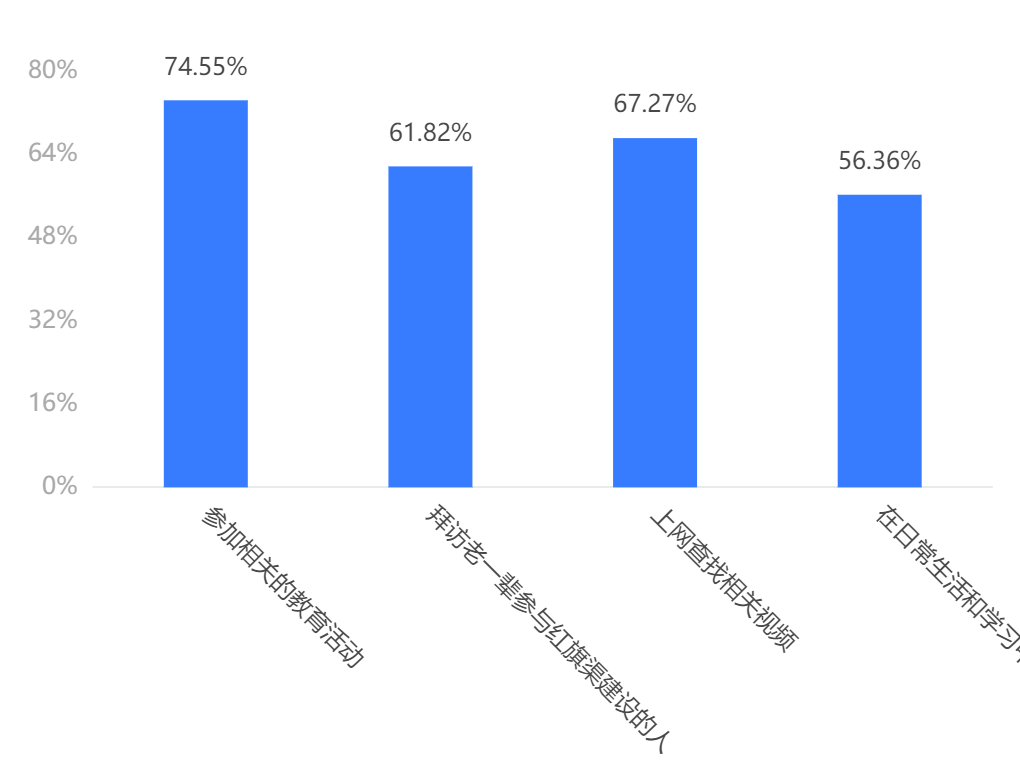 80%
64%
48%
32%
16%
0%
74.55%
61.82%
67.27%
56.36%
参加相关的教育活动
拜访老一辈参与红旗渠建设的人
上网查找相关视频
在日常生活和学习